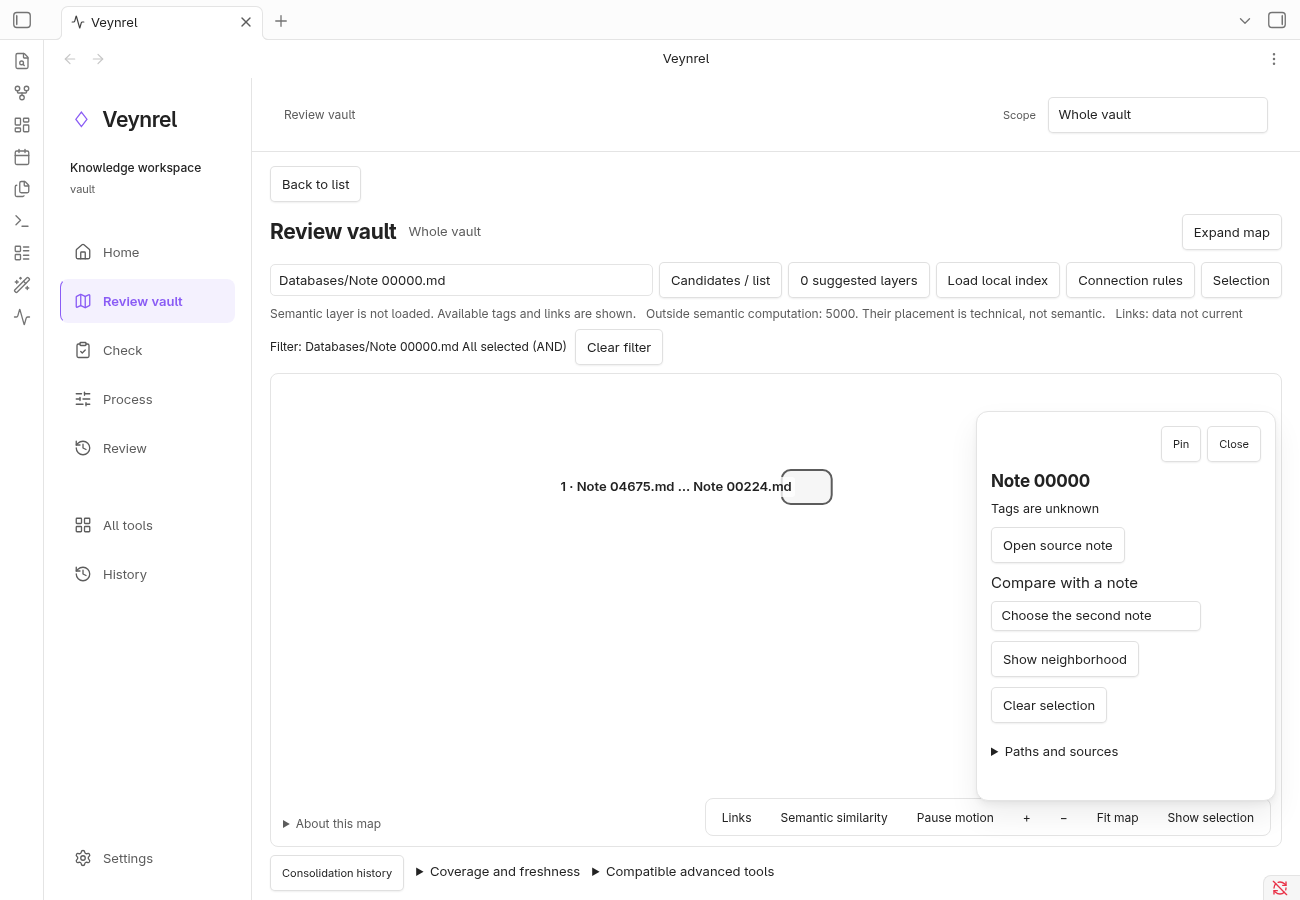 Veynrel
Veynrel
Veynrel
Knowledge workspace
vault
Home
Review vault
Check
Process
Review
All tools
History
Settings
Review vault
Scope
Whole vault
Back to list
Review vault
Whole vault
Expand map
Databases/Note 00000.md
Candidates / list
0 suggested layers
Load local index
Connection rules
Selection
Semantic layer is not loaded. Available tags and links are shown. Outside semantic computation: 5000. Their placement is technical, not semantic. Links: data not current
Filter: Databases/Note 00000.md All selected (AND)
Clear filter
1 · Note 04675.md ... Note 00224.md
Pin
Close
Note 00000
Tags are unknown
Open source note
Compare with a note
Choose the second note
Show neighborhood
Clear selection
Paths and sources
About this map
Links
Semantic similarity
Pause motion
+
−
Fit map
Show selection
Consolidation history
Coverage and freshness
Compatible advanced tools